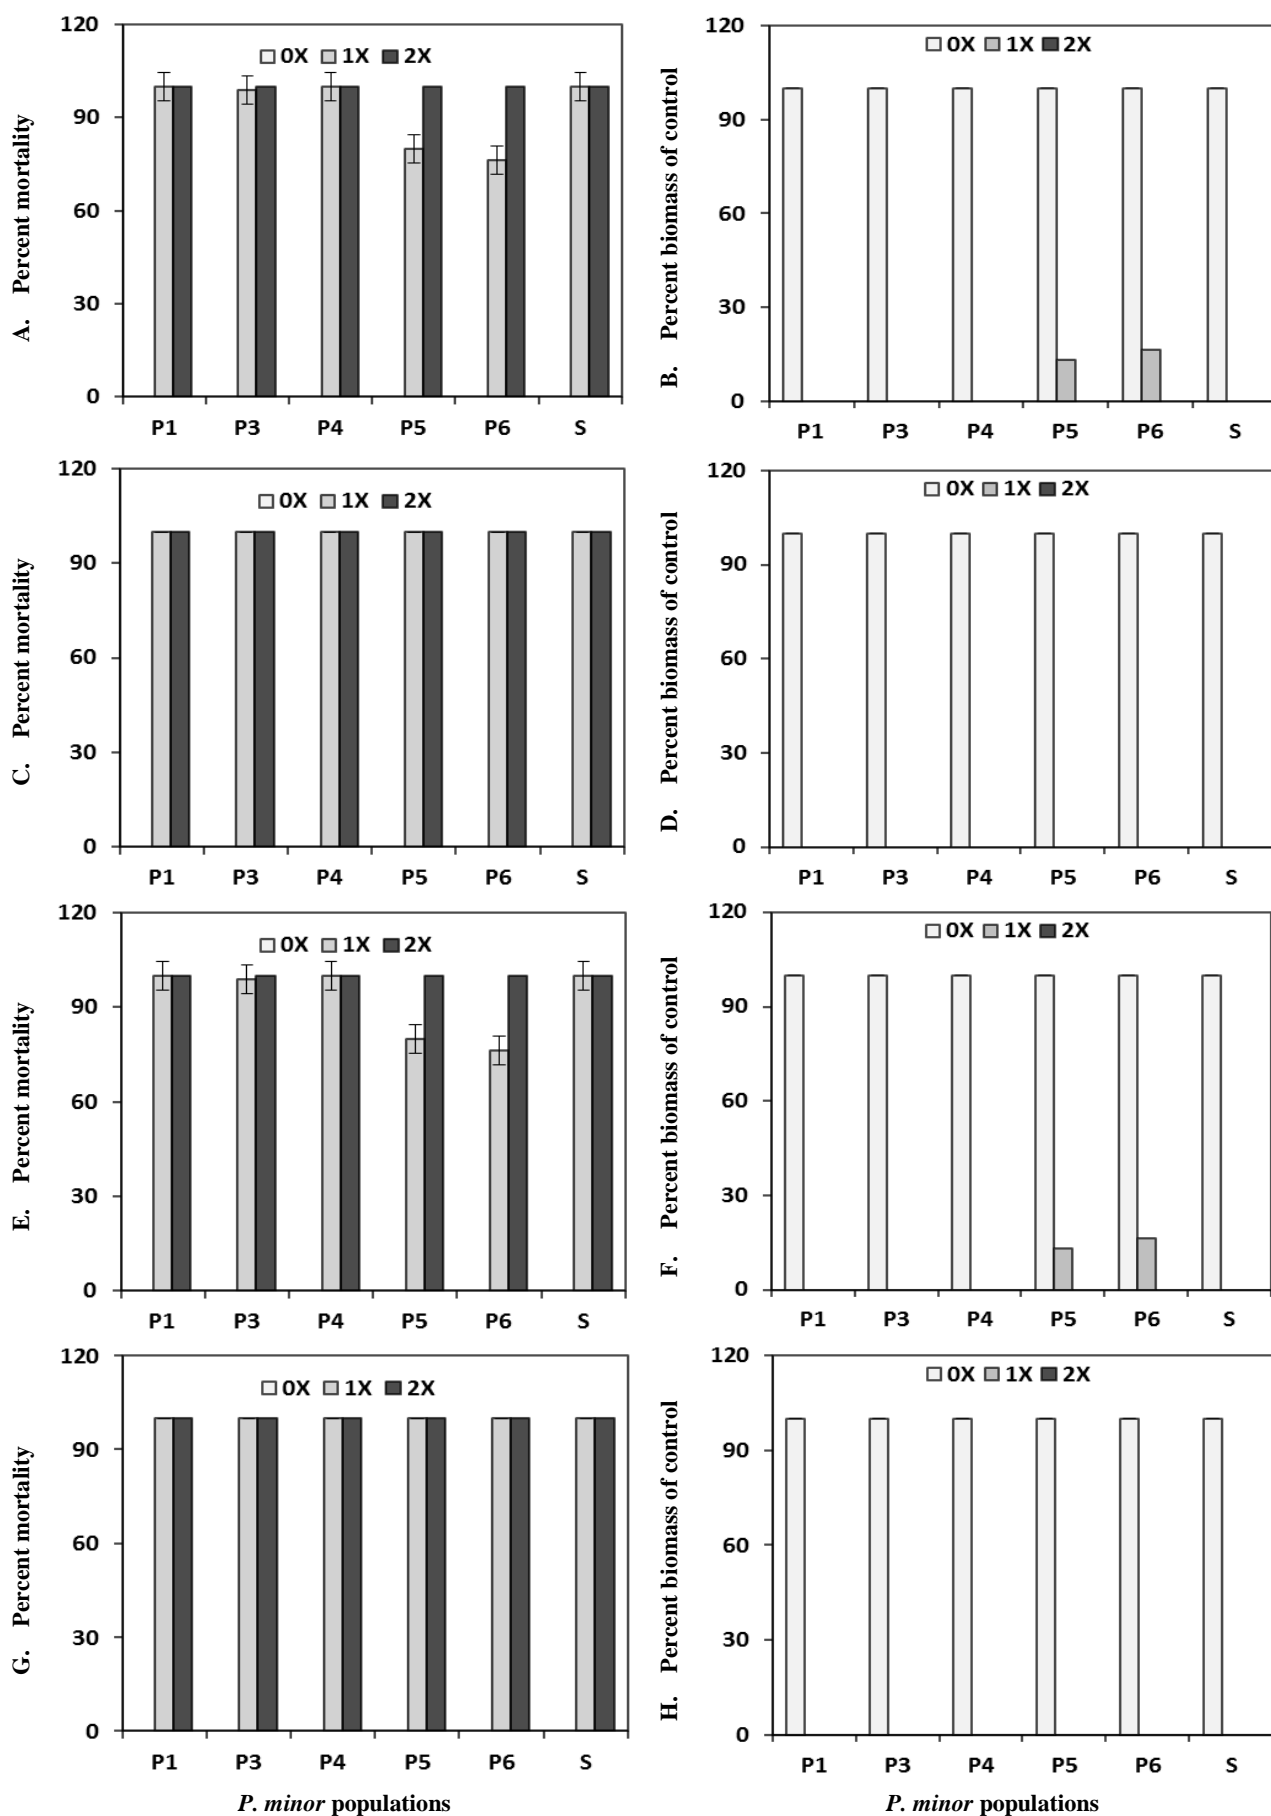 A. Percent mortality
120
90
60
30
0
0X 1X 2X
P1 P3 P4 P5 P6 S
B. Percent biomass of control
120
90
60
30
0
0X 1X 2X
P1 P3 P4 P5 P6 S
C. Percent mortality
120
90
60
30
0
0X 1X 2X
P1 P3 P4 P5 P6 S
D. Percent biomass of control
120
90
60
30
0
0X 1X 2X
P1 P3 P4 P5 P6 S
E. Percent mortality
120
90
60
30
0
0X 1X 2X
P1 P3 P4 P5 P6 S
F. Percent biomass of control
120
90
60
30
0
0X 1X 2X
P1 P3 P4 P5 P6 S
G. Percent mortality
120
90
60
30
0
0X 1X 2X
P1 P3 P4 P5 P6 S
P. minor populations
H. Percent biomass of control
120
90
60
30
0
0X 1X 2X
P1 P3 P4 P5 P6 S
P. minor populations